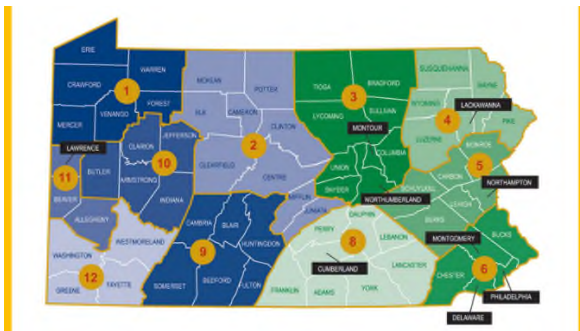 ERIE
WARREN
CRAWFORD
1
FOREST
VENANGO
MERCER
LAWRENCE
11
BEAVER
BUTLER
ALLEGHENY
JEFFERSON
CLARION
10
ARMSTRONG
INDIANA
MCKEAN
POTTER
ELK
CAMERON
CLINTON
2
CLEARFIELD
CENTRE
MIFFLIN
JUNIATA
TIOGA
BRADFORD
3
LYCOMING
SULLIVAN
MONTOUR
COLUMBIA
UNION
SNYDER
NORTHUMBERLAND
SUSQUEHANNA
WAYNE
WYOMING
LACKAWANNA
4
PIKE
LUZERNE
MONROE
CARBON
5
NORTHAMPTON
SCHUYLKILL
LEHIGH
BERKS
MONTGOMERY
BUCKS
6
CHESTER
PHILADELPHIA
DELAWARE
PERRY
DAUPHIN
8
LEBANON
CUMBERLAND
LANCASTER
FRANKLIN
ADAMS
YORK
CAMBRIA
BLAIR
HUNTINGDON
9
SOMERSET
BEDFORD
FULTON
WASHINGTON
WESTMORELAND
12
GREENE
FAYETTE